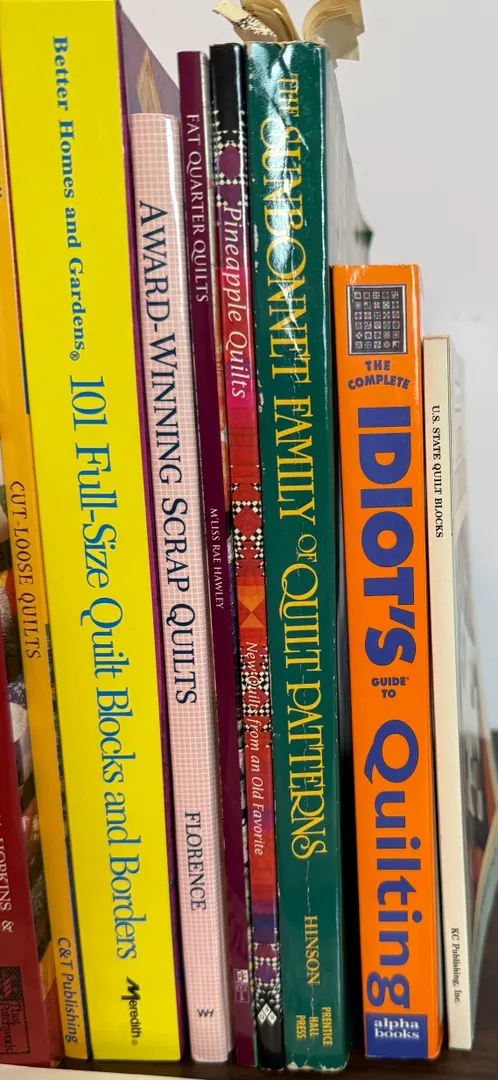 HOPKINS &
That Patchwork
CUT-LOOSE QUILTS
C&T Publishing
Better Homes and Gardens®
101 Full-Size Quilt Blocks and Borders
Meredith®
AWARD-WINNING SCRAP QUILTS
FLORENCE
FAT QUARTER QUILTS
M'LISS RAE HAWLEY
Pineapple Quilts
New Quilts from an Old Favorite
THE SUNBONNET FAMILY OF QUILT PATTERNS
HINSON
PRENTICE
HALL
PRESS
THE
COMPLETE
IDIOT'S
GUIDE TO
Quilting
alpha
books
U.S. STATE QUILT BLOCKS
KC Publishing, Inc.